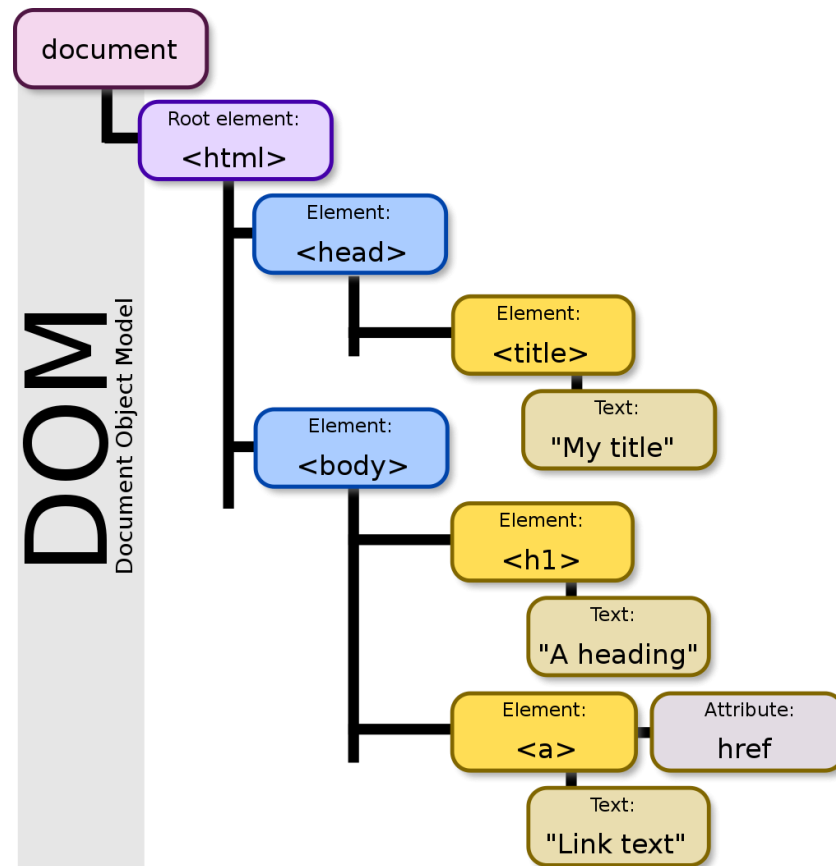 document
Root element:
<html>
Element:
<head>
Element:
<title>
Text:
"My title"
Element:
<body>
Element:
<h1>
Text:
"A heading"
Element:
<a>
Attribute:
href
Text:
"Link text"
DOM
Document Object Model